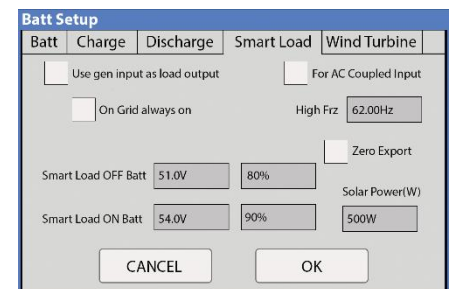 Batt Setup
Batt Charge Discharge Smart Load Wind Turbine
Use gen input as load output For AC Coupled Input
On Grid always on High Frz 62.00Hz
Zero Export
Smart Load OFF Batt 51.0V 80%
Solar Power(W)
Smart Load ON Batt 54.0V 90% 500W
CANCEL OK